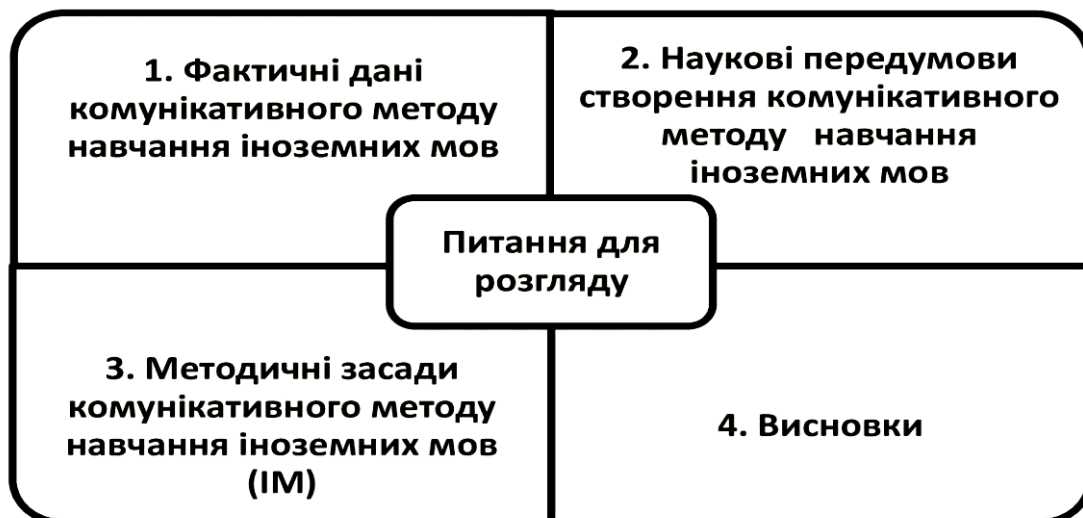 1. Фактичні дані
комунікативного методу
навчання іноземних мов
2. Наукові передумови
створення комунікативного
методу навчання
іноземних мов
Питання для
розгляду
3. Методичні засади
комунікативного методу
навчання іноземних мов
(ІМ)
4. Висновки